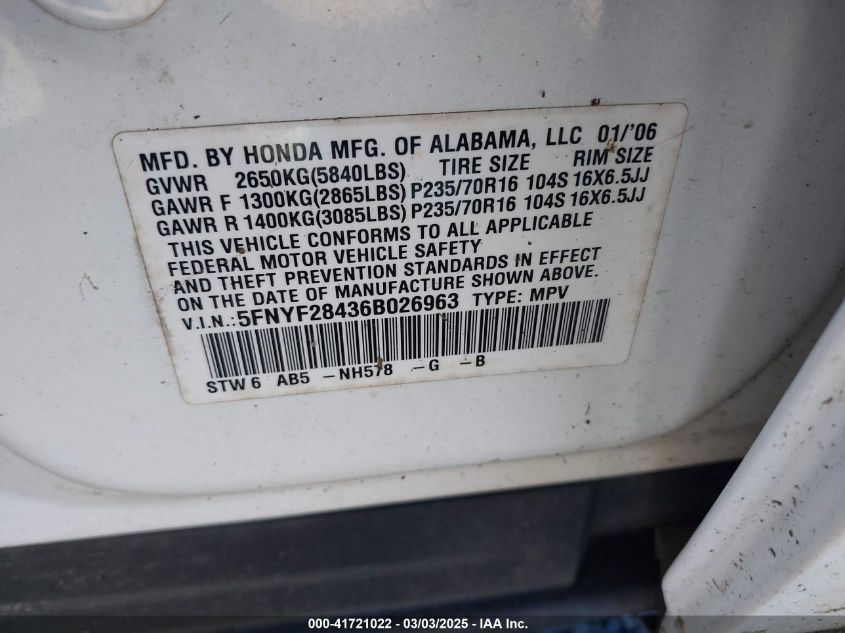 MFD. BY HONDA MFG. OF ALABAMA, LLC 01/'06
GVWR 2650KG(5840LBS) TIRE SIZE RIM SIZE
GAWR F 1300KG(2865LBS) P235/70R16 104S 16X6.5JJ
GAWR R 1400KG(3085LBS) P235/70R16 104S 16X6.5JJ
THIS VEHICLE CONFORMS TO ALL APPLICABLE
FEDERAL MOTOR VEHICLE SAFETY
AND THEFT PREVENTION STANDARDS IN EFFECT
ON THE DATE OF MANUFACTURE SHOWN ABOVE.
V.I.N.:5FNYF28436B026963 TYPE: MPV
STW6 AB5 -NH578 -G -B
000-41721022 | 03/03/2025 | IAA Inc.